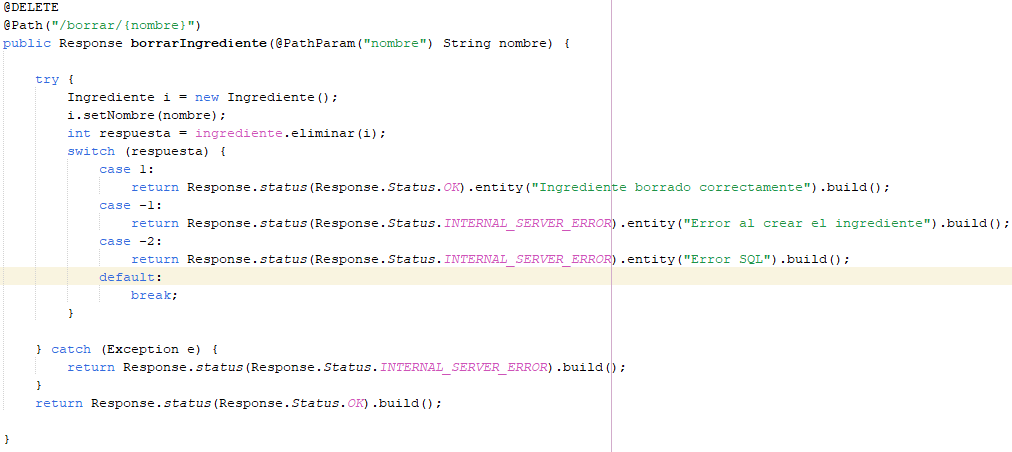 @DELETE
@Path("/borrar/{nombre}")
public Response borrarIngrediente(@PathParam("nombre") String nombre) {
try {
Ingrediente i = new Ingrediente();
i.setNombre(nombre);
int respuesta = ingrediente.eliminar(i);
switch (respuesta) {
case 1:
return Response.status(Response.Status.OK).entity("Ingrediente borrado correctamente").build();
case -1:
return Response.status(Response.Status.INTERNAL_SERVER_ERROR).entity("Error al crear el ingrediente").build();
case -2:
return Response.status(Response.Status.INTERNAL_SERVER_ERROR).entity("Error SQL").build();
default:
break;
}
} catch (Exception e) {
return Response.status(Response.Status.INTERNAL_SERVER_ERROR).build();
}
return Response.status(Response.Status.OK).build();
}